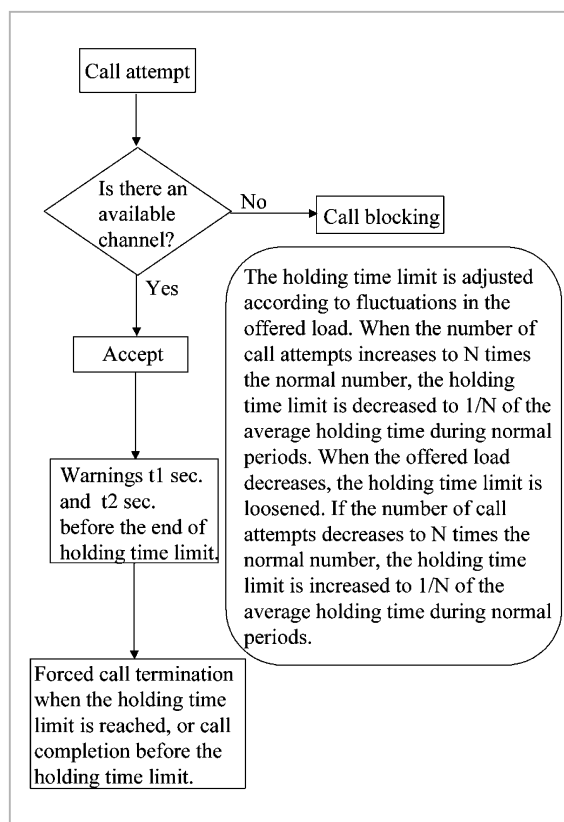 Call attempt
Is there an
available
channel?
No
Call blocking
Yes
Accept
The holding time limit is adjusted
according to fluctuations in the
offered load. When the number of
call attempts increases to N times
the normal number, the holding
time limit is decreased to 1/N of the
average holding time during normal
periods. When the offered load
decreases, the holding time limit is
loosened. If the number of call
attempts decreases to N times the
normal number, the holding time
limit is increased to 1/N of the
average holding time during normal
periods.
Warnings t1 sec.
and t2 sec.
before the end of
holding time limit.
Forced call termination
when the holding time
limit is reached, or call
completion before the
holding time limit.